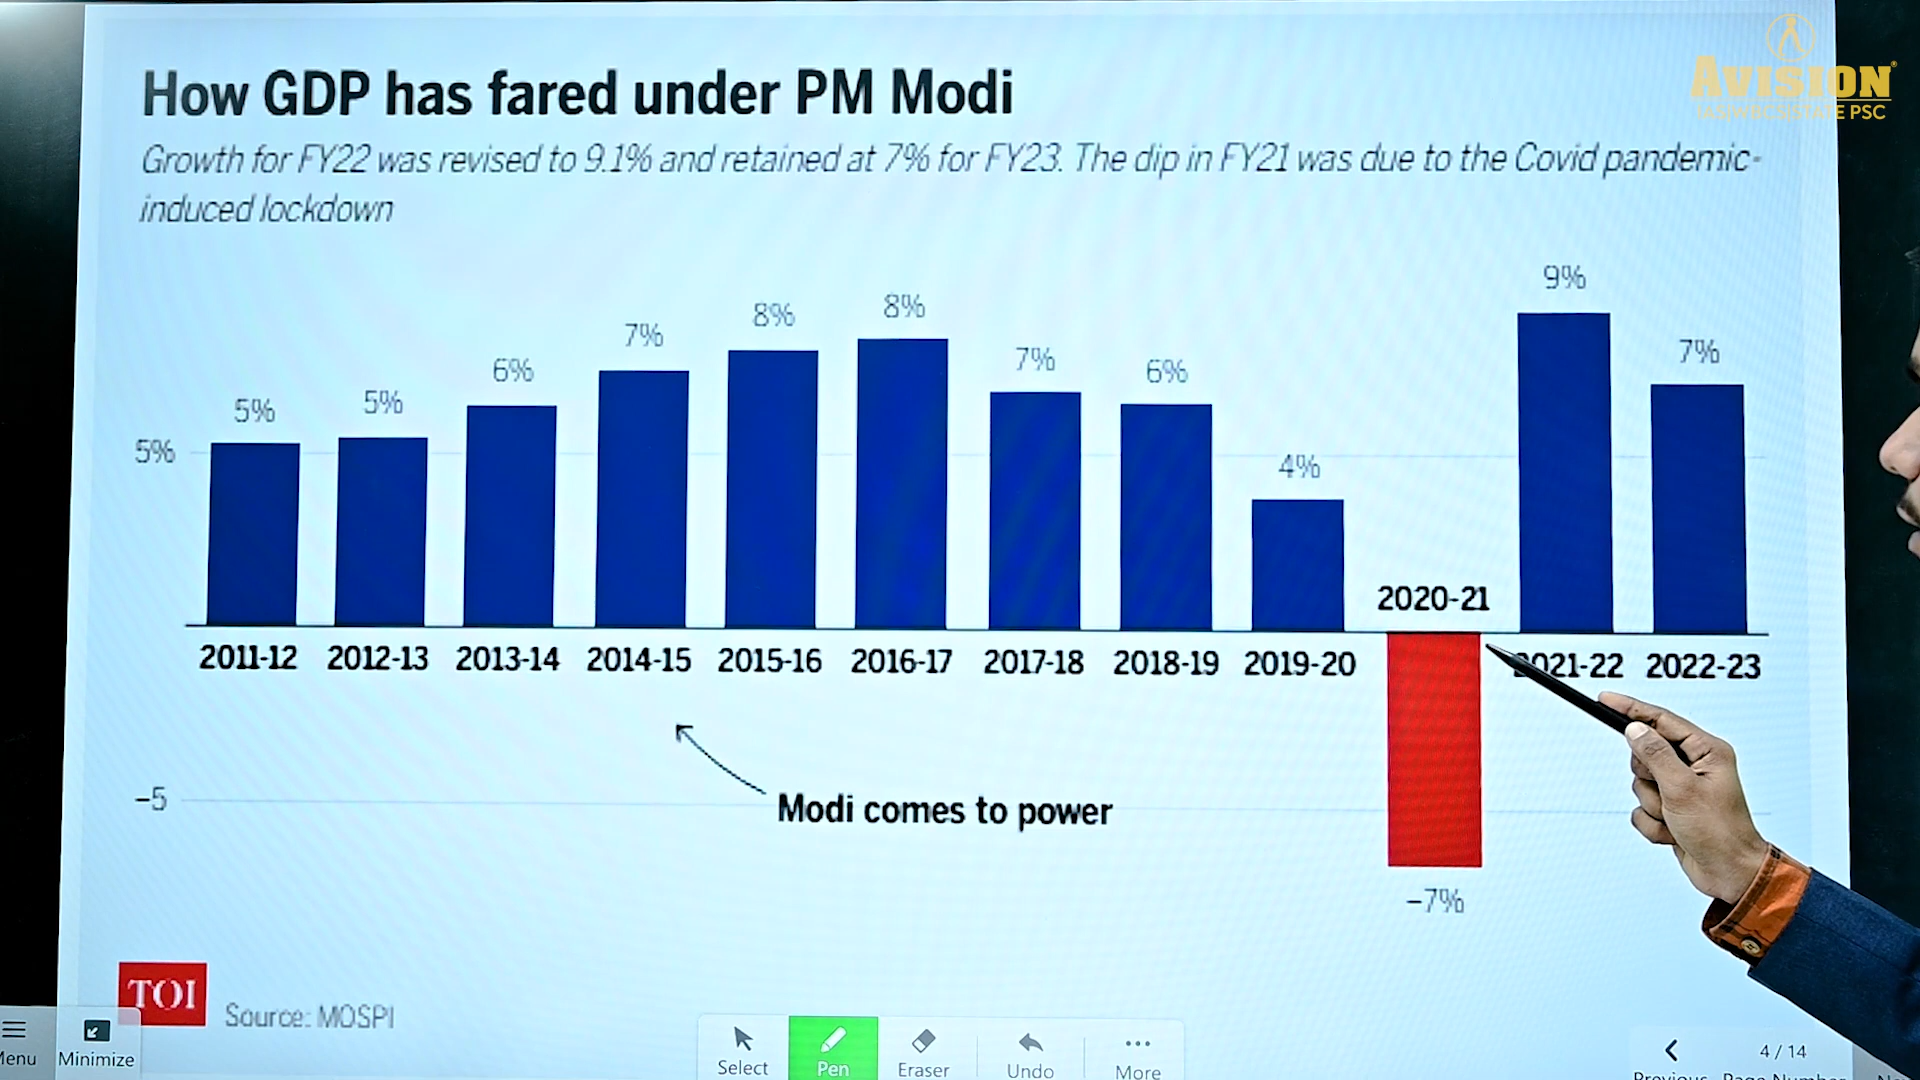 How GDP has fared under PM Modi
Growth for FY22 was revised to 9.1% and retained at 7% for FY23. The dip in FY21 was due to the Covid pandemic-
induced lockdown
AVISION
STATE PSC
9%
8%
8%
7%
7%
7%
6%
6%
5%
5%
5%
4%
2020-21
2011-12 2012-13 2013-14 2014-15 2015-16 2016-17 2017-18 2018-19 2019-20 2021-22 2022-23
-5
Modi comes to power
-7%
TOI
Source: MOSPI
Menu
Minimize
Select
Pen
Eraser
Undo
More
4 / 14
Previous
Page Number